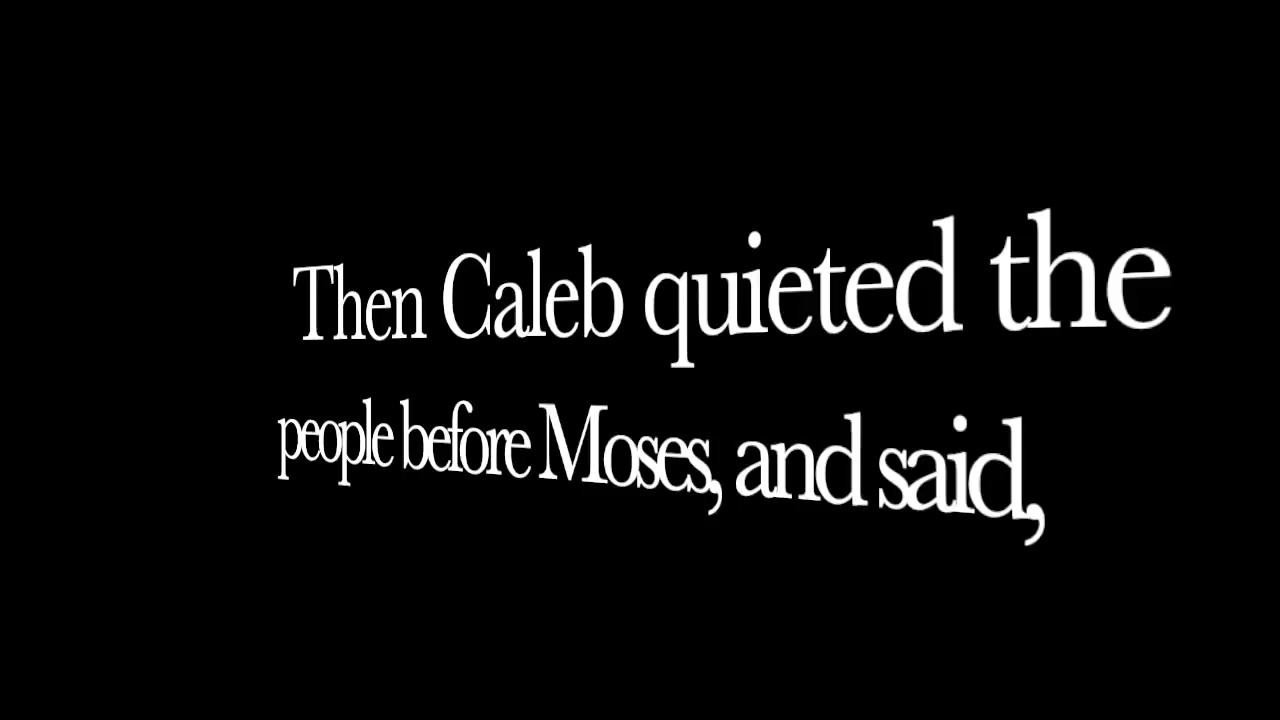 Then Caleb quieted the
people before Moses, and said,